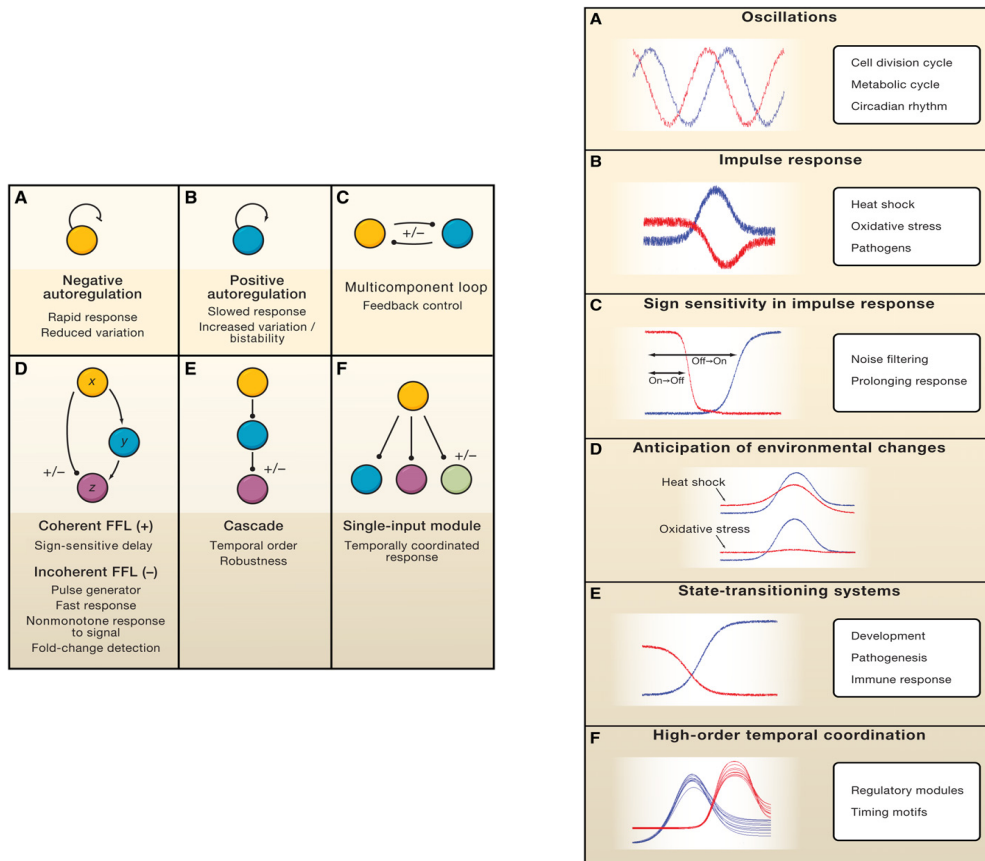 A
B
C
+/−
Negative
autoregulation
Rapid response
Reduced variation
Positive
autoregulation
Slowed response
Increased variation /
bistability
Multicomponent loop
Feedback control
D
x
y
+/−
z
E
+/−
F
+/−
Coherent FFL (+)
Sign-sensitive delay
Incoherent FFL (−)
Pulse generator
Fast response
Nonmonotone response
to signal
Fold-change detection
Cascade
Temporal order
Robustness
Single-input module
Temporally coordinated
response
A
Oscillations
Cell division cycle
Metabolic cycle
Circadian rhythm
B
Impulse response
Heat shock
Oxidative stress
Pathogens
C
Sign sensitivity in impulse response
Off→On
On→Off
Noise filtering
Prolonging response
D
Anticipation of environmental changes
Heat shock
Oxidative stress
E
State-transitioning systems
Development
Pathogenesis
Immune response
F
High-order temporal coordination
Regulatory modules
Timing motifs